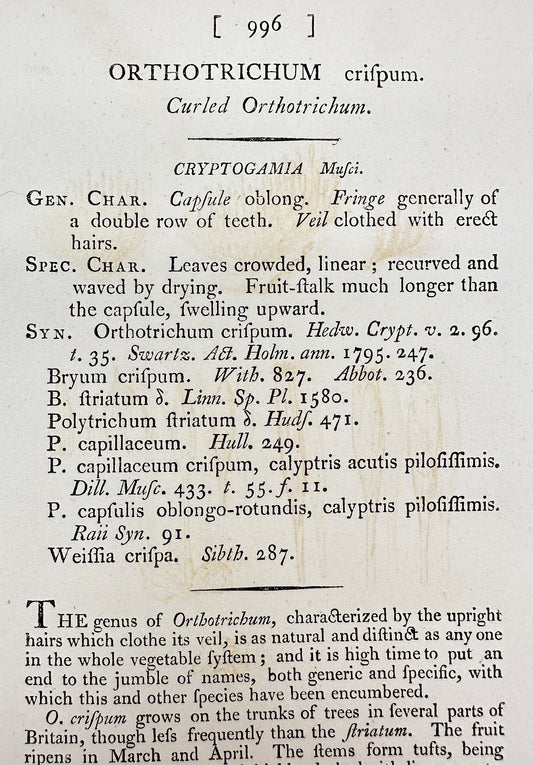 [ 996 ]
ORTHOTRICHUM criſpum.
Curled Orthotrichum.
CRYPTOGAMIA Muſci.
GEN. CHAR. Capſule oblong. Fringe generally of
a double row of teeth. Veil clothed with erect
hairs.
SPEC. CHAR. Leaves crowded, linear ; recurved and
waved by drying. Fruit-ſtalk much longer than
the capſule, ſwelling upward.
SYN. Orthotrichum criſpum. Hedw. Crypt. v. 2. 96.
t. 35. Swartz. Act. Holm. ann. 1795. 247.
Bryum criſpum. With. 827. Abbot. 236.
B. ſtriatum δ. Linn. Sp. Pl. 1580.
Polytrichum ſtriatum δ. Hudſ. 471.
P. capillaceum. Hull. 249.
P. capillaceum criſpum, calyptris acutis piloſiſſimis.
Dill. Muſc. 433. t. 55. f. 11.
P. capſulis oblongo-rotundis, calyptris piloſiſſimis.
Raii Syn. 91.
Weiſſia criſpa. Sibth. 287.
THE genus of Orthotrichum, characterized by the upright
hairs which clothe its veil, is as natural and diſtinct as any one
in the whole vegetable ſyſtem ; and it is high time to put an
end to the jumble of names, both generic and ſpecific, with
which this and other ſpecies have been encumbered.
O. criſpum grows on the trunks of trees in ſeveral parts of
Britain, though leſs frequently than the ſtriatum. The fruit
ripens in March and April. The ſtems form tufts, being